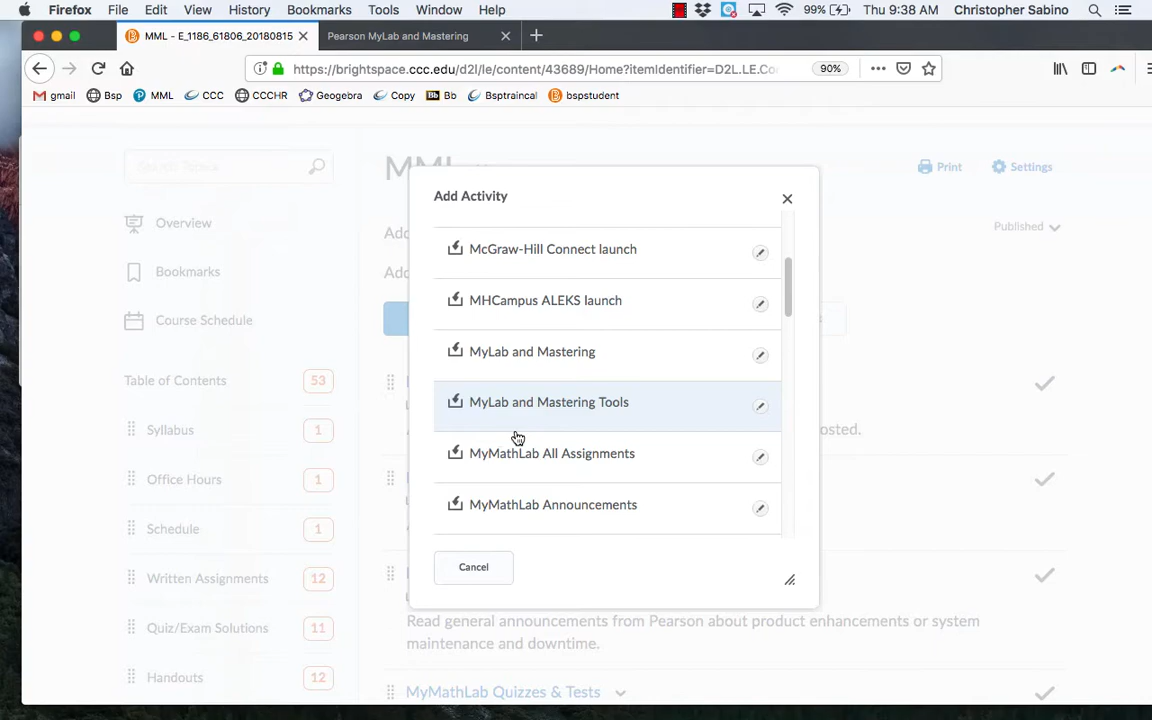 Firefox File Edit View History Bookmarks Tools Window Help 99% Thu 9:38 AM Christopher Sabino
MML - E_1186_61806_20180815
Pearson MyLab and Mastering
https://brightspace.ccc.edu/d2l/le/content/43689/Home?itemIdentifier=D2L.LE.Co 90%
gmail Bsp MML CCC CCCHR Geogebra Copy Bb Bb Bsptraincal bspstudent
MML
Print Settings
Published
Overview
Bookmarks
Course Schedule
Table of Contents 53
Syllabus 1
Office Hours 1
Schedule 1
Written Assignments 12
Quiz/Exam Solutions 11
Handouts 12
Add
Add
Add Activity
McGraw-Hill Connect launch
MHCampus ALEKS launch
MyLab and Mastering
MyLab and Mastering Tools
MyMathLab All Assignments
MyMathLab Announcements
Cancel
osted.
Read general announcements from Pearson about product enhancements or system
maintenance and downtime.
MyMathLab Quizzes & Tests